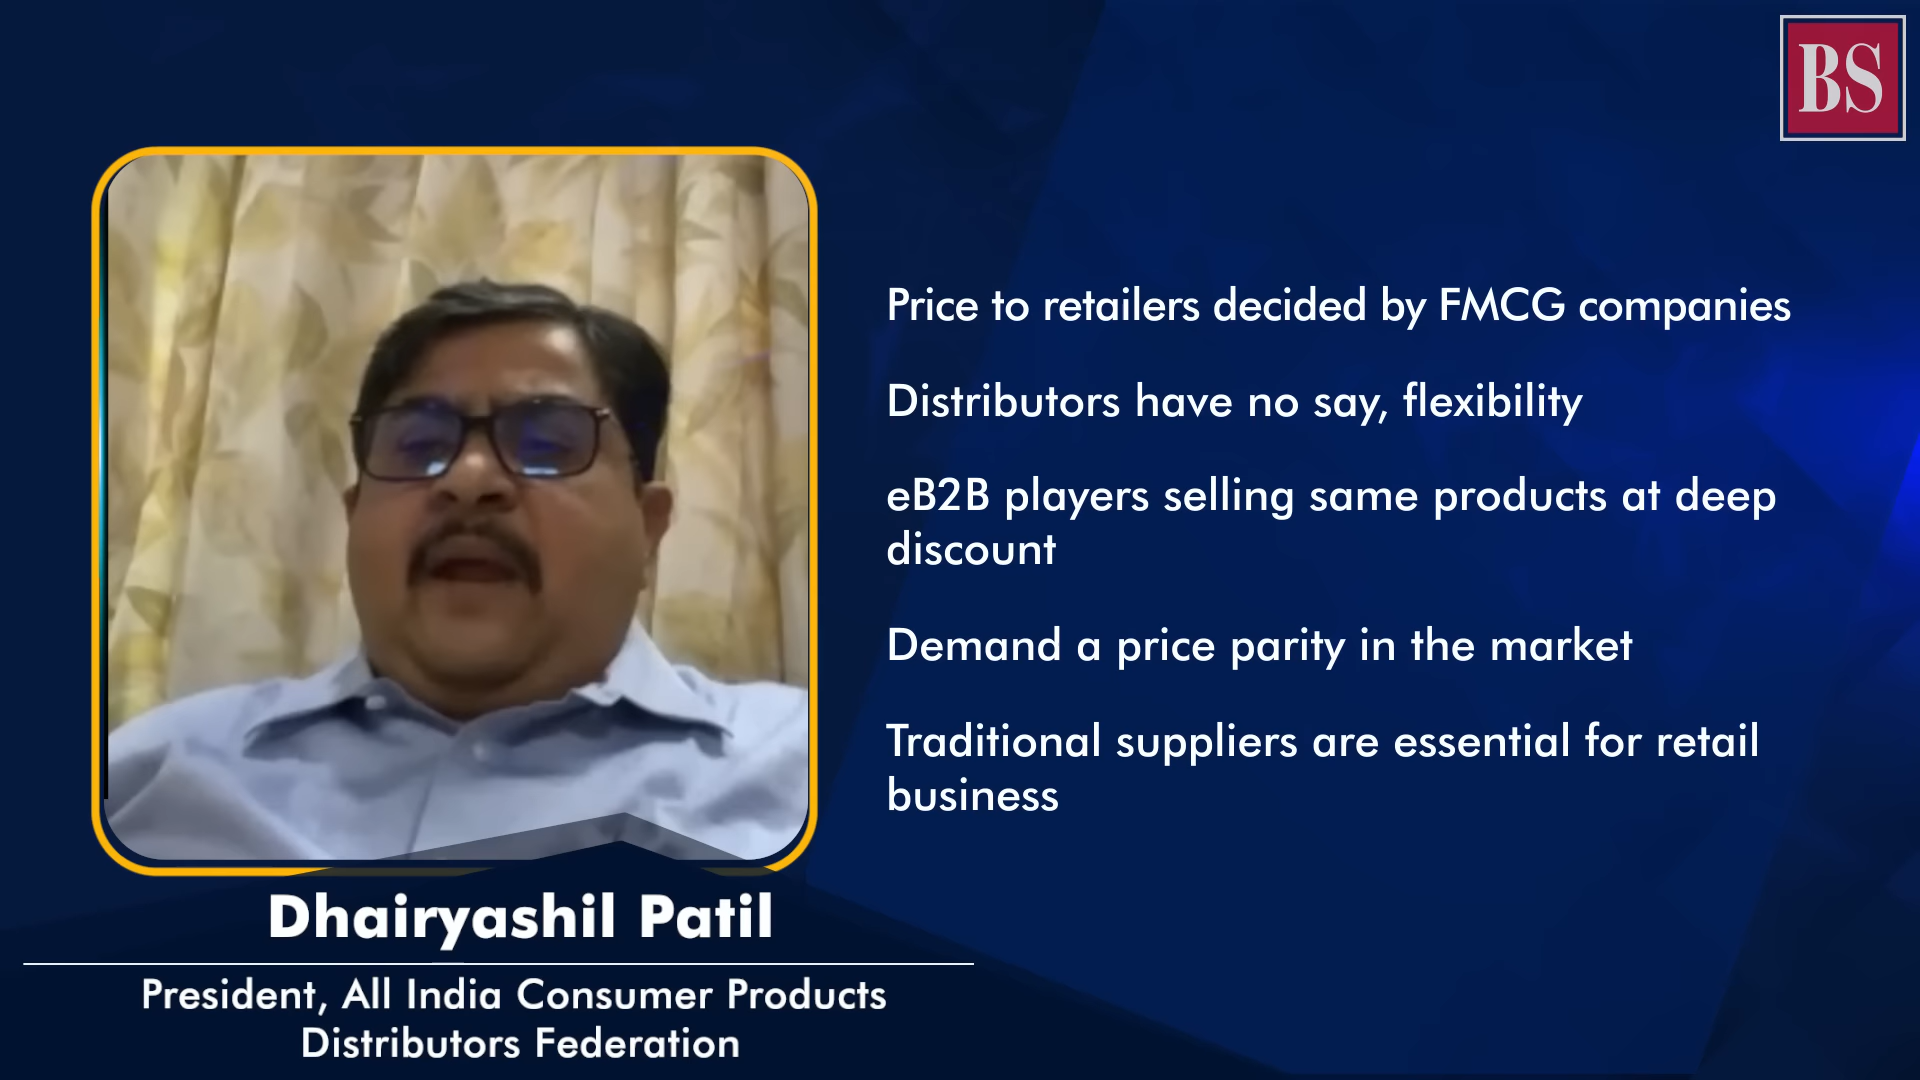 BS
Price to retailers decided by FMCG companies
Distributors have no say, flexibility
eB2B players selling same products at deep
discount
Demand a price parity in the market
Traditional suppliers are essential for retail
business
Dhairyashil Patil
President, All India Consumer Products
Distributors Federation